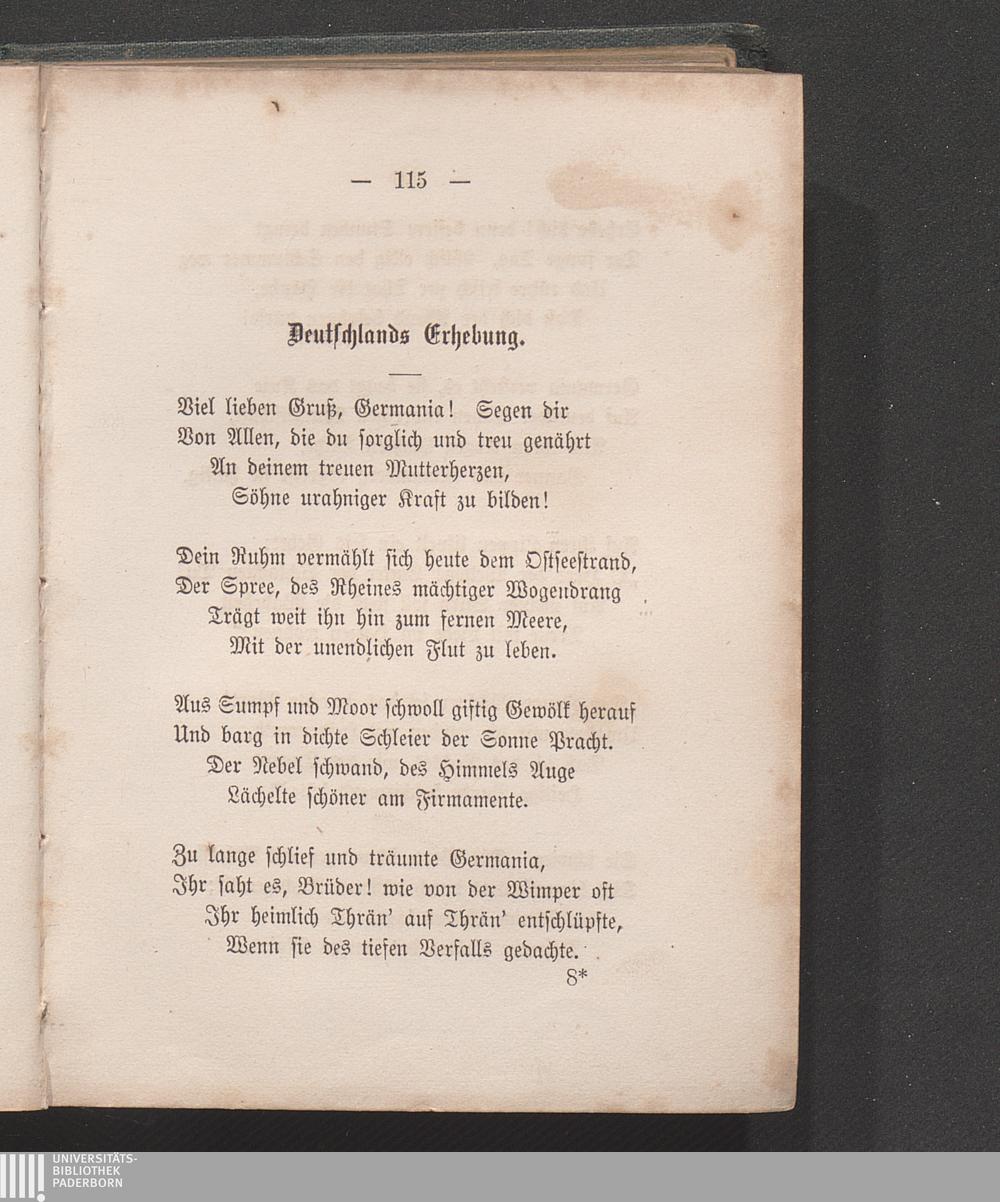 — 115 —
Deutschlands Erhebung.
Viel lieben Gruß, Germania! Segen dir
Von Allen, die du sorglich und treu genährt
An deinem treuen Mutterherzen,
Söhne urahniger Kraft zu bilden!
Dein Ruhm vermählt sich heute dem Ostseestrand,
Der Spree, des Rheines mächtiger Wogendrang
Trägt weit ihn hin zum fernen Meere,
Mit der unendlichen Flut zu leben.
Aus Sumpf und Moor schwoll giftig Gewölk herauf
Und barg in dichte Schleier der Sonne Pracht.
Der Nebel schwand, des Himmels Auge
Lächelte schöner am Firmamente.
Zu lange schlief und träumte Germania,
Ihr saht es, Brüder! wie von der Wimper oft
Ihr heimlich Thrän' auf Thrän' entschlüpfte,
Wenn sie des tiefen Verfalls gedachte.
8*
UNIVERSITÄTS-
BIBLIOTHEK
PADERBORN